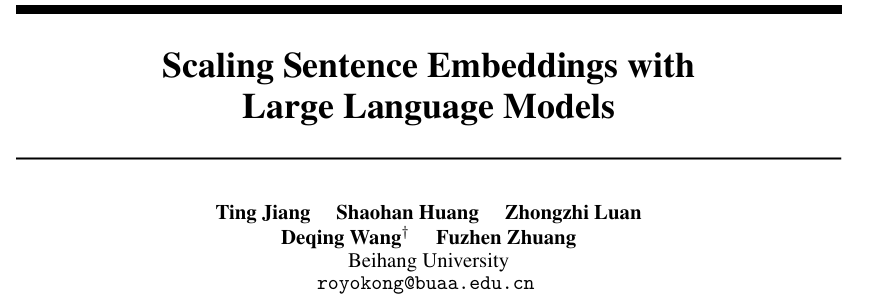 Scaling Sentence Embeddings with
Large Language Models
Ting Jiang Shaohan Huang Zhongzhi Luan
Deqing Wang† Fuzhen Zhuang
Beihang University
royokong@buaa.edu.cn